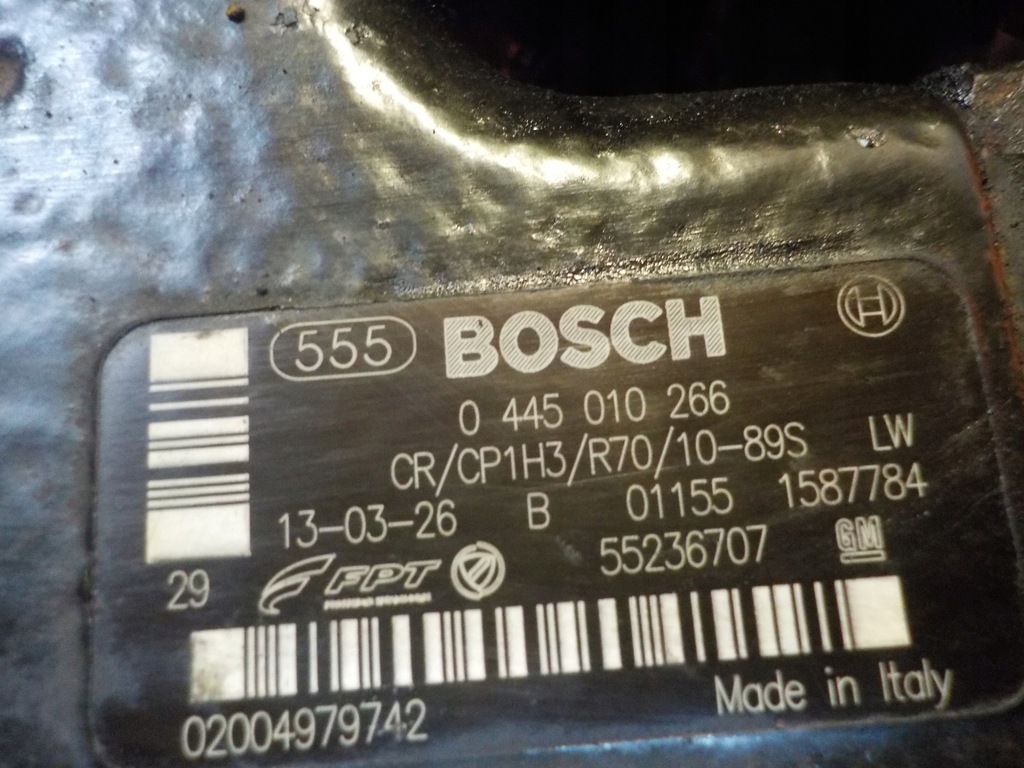 555 BOSCH
0 445 010 266
CR/CP1H3/R70/10-89S LW
13-03-26 B 01155 1587784
29 FPT 55236707 GM
02004979742 Made in Italy